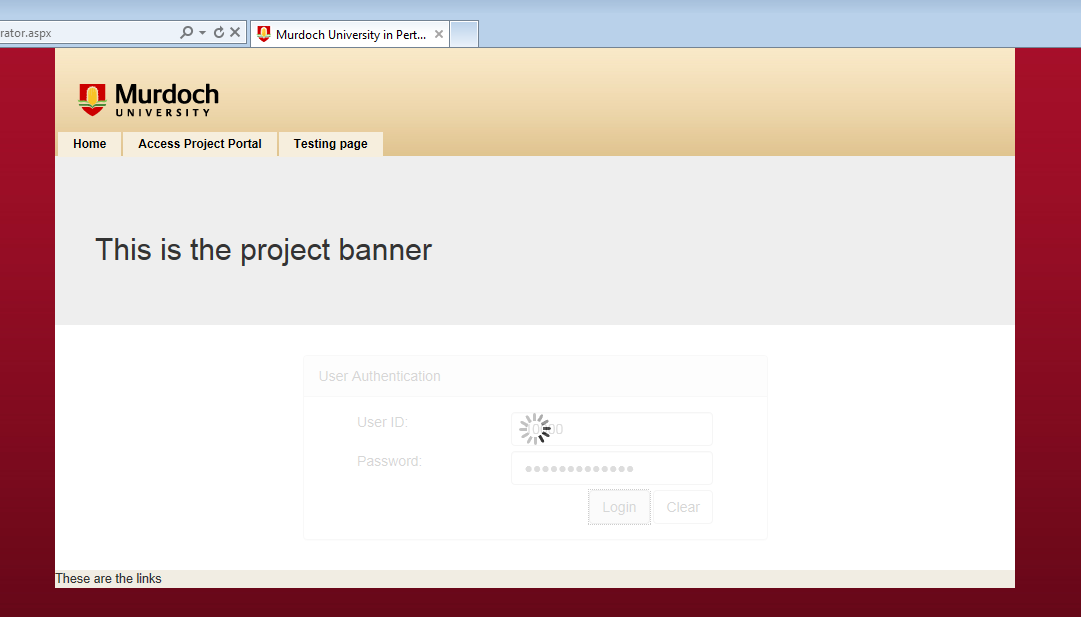 rator.aspx
Murdoch University in Pert...
Murdoch
UNIVERSITY
Home Access Project Portal Testing page
This is the project banner
User Authentication
User ID:
Password: •••••••••••••
Login Clear
These are the links